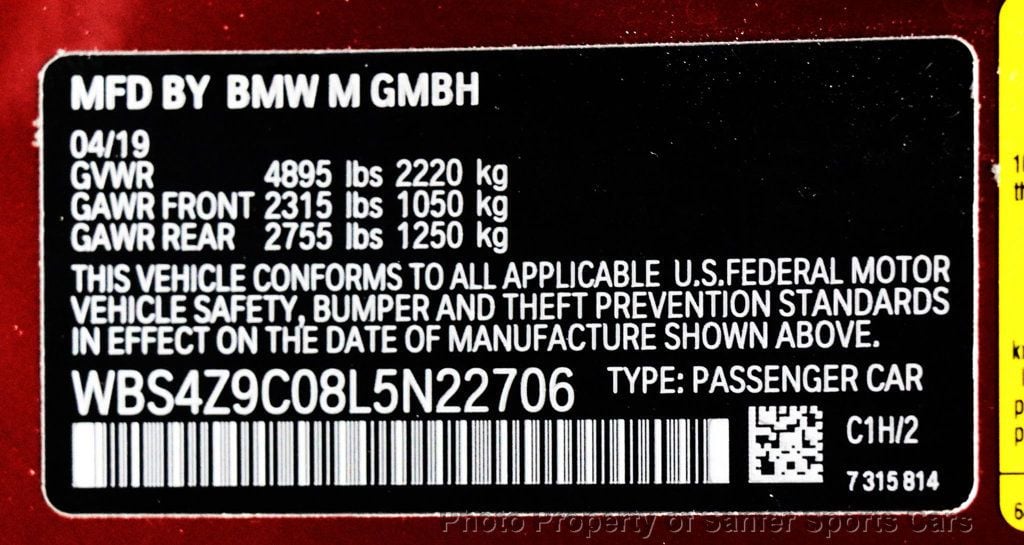 MFD BY BMW M GMBH
04/19
GVWR 4895 lbs 2220 kg
GAWR FRONT 2315 lbs 1050 kg
GAWR REAR 2755 lbs 1250 kg
THIS VEHICLE CONFORMS TO ALL APPLICABLE U.S.FEDERAL MOTOR
VEHICLE SAFETY, BUMPER AND THEFT PREVENTION STANDARDS
IN EFFECT ON THE DATE OF MANUFACTURE SHOWN ABOVE.
WBS4Z9C08L5N22706 TYPE: PASSENGER CAR
C1H/2
7 315 814
Photo Property of Sanfer Sports Cars